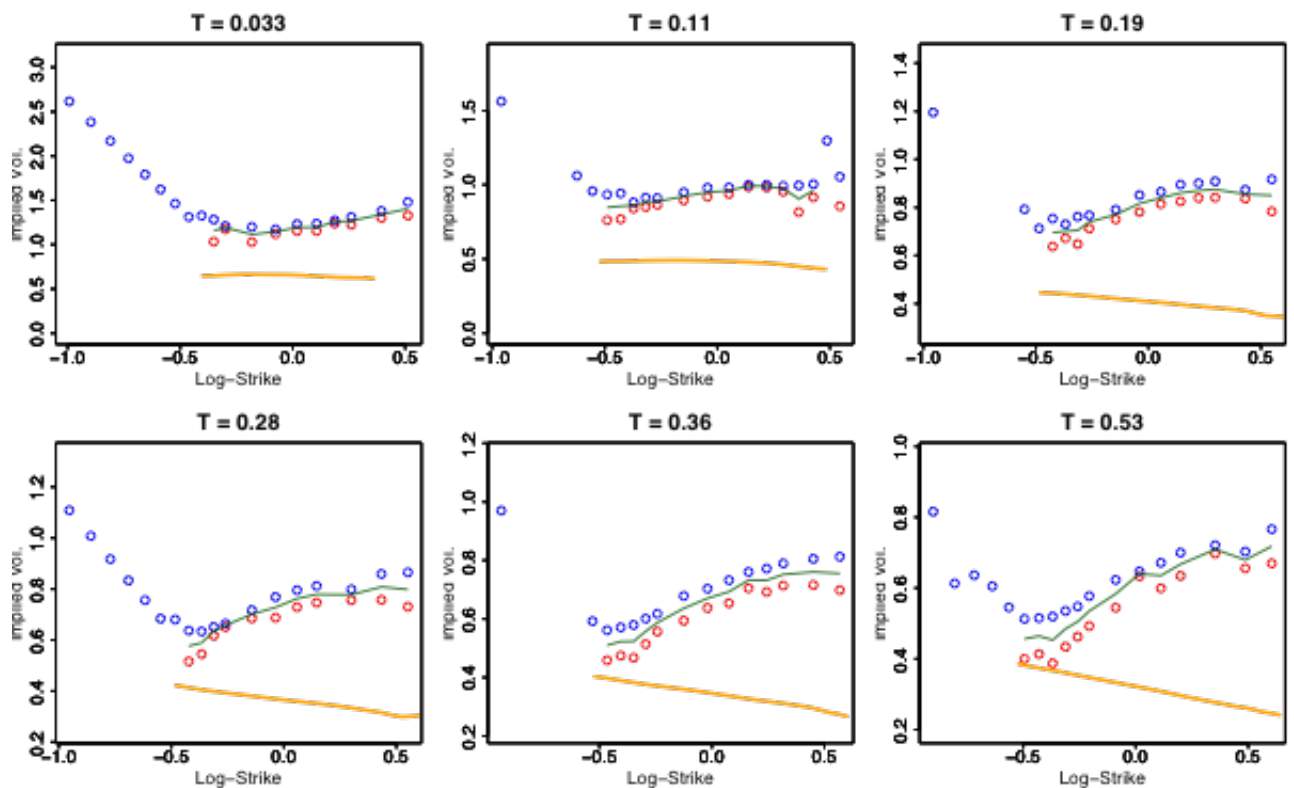 T = 0.033
T = 0.11
T = 0.19
Implied Vol.
3.0
2.5
2.0
1.5
1.0
0.5
0.0
-1.0 -0.5 0.0 0.5
Log-Strike
Implied Vol.
1.5
1.0
0.5
0.0
-1.0 -0.5 0.0 0.5
Log-Strike
Implied Vol.
1.4
1.2
1.0
0.8
0.6
0.4
-1.0 -0.5 0.0 0.5
Log-Strike
T = 0.28
T = 0.36
T = 0.53
Implied Vol.
1.2
1.0
0.8
0.6
0.4
0.2
-1.0 -0.5 0.0 0.5
Log-Strike
Implied Vol.
1.2
1.0
0.8
0.6
0.4
0.2
-0.5 0.0 0.5
Log-Strike
Implied Vol.
1.0
0.8
0.6
0.4
0.2
-0.5 0.0 0.5
Log-Strike